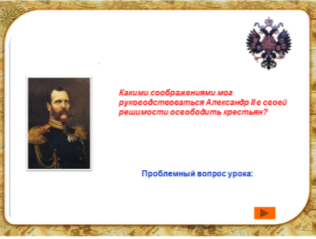 Какими соображениями мог
руководствоваться Александр II в своей
решимости освободить крестьян?
Проблемный вопрос урока: